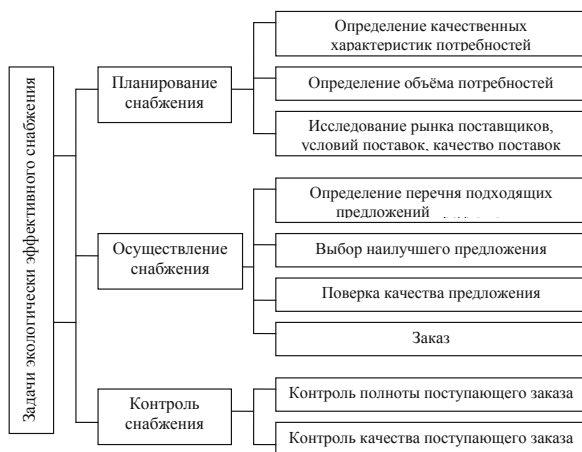 Задачи экологически эффективного снабжения
Планирование
снабжения
Определение качественных
характеристик потребностей
Определение объёма потребностей
Исследование рынка поставщиков,
условий поставок, качество поставок
Осуществление
снабжения
Определение перечня подходящих
предложений
Выбор наилучшего предложения
Поверка качества предложения
Заказ
Контроль
снабжения
Контроль полноты поступающего заказа
Контроль качества поступающего заказа